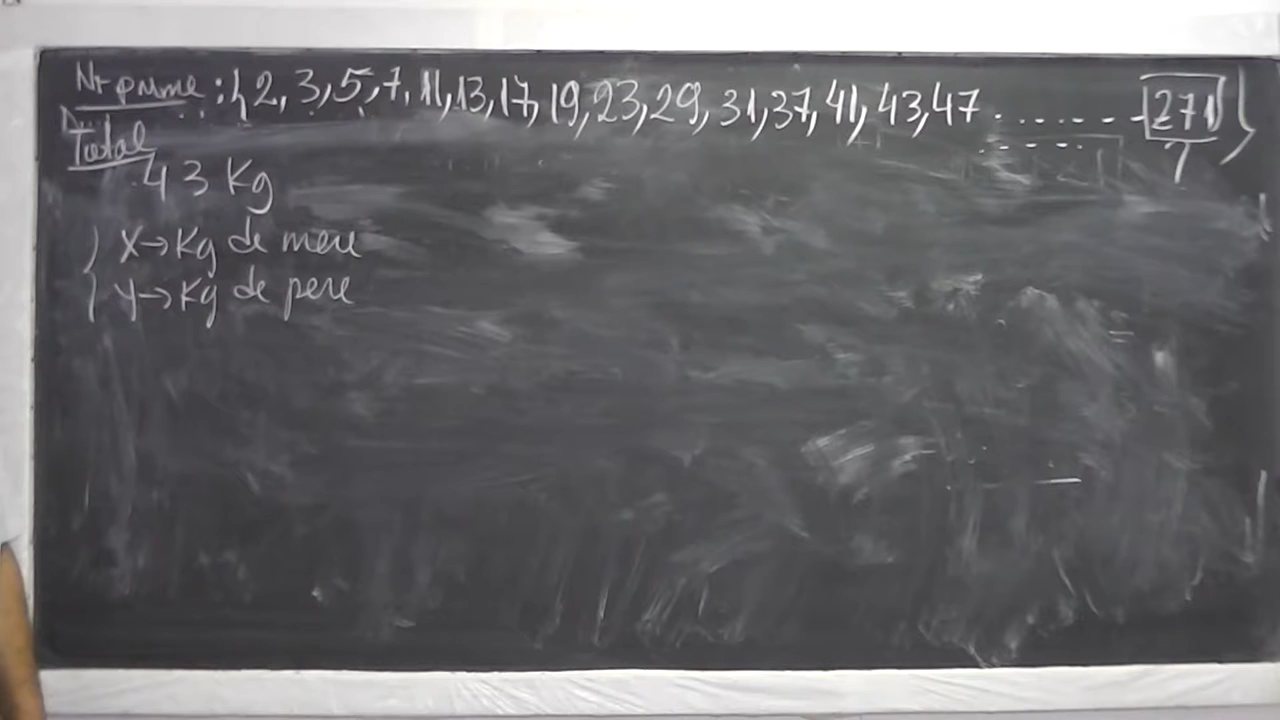 Nr prime : { 2, 3, 5, 7, 11, 13, 17, 19, 23, 29, 31, 37, 41, 43, 47 ........ 271 }
?
Total
43 Kg
X → Kg de mere
y → Kg de pere